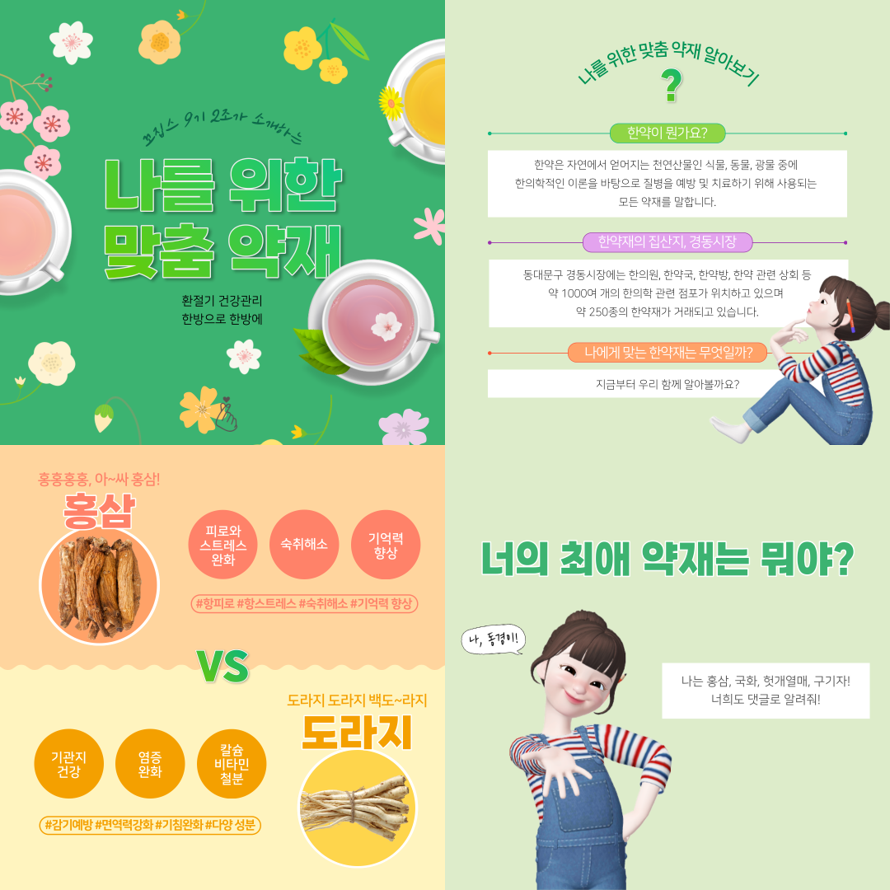 꼬집스 9기 2조가 소개하는
나를 위한
맞춤 약재
환절기 건강관리
한방으로 한방에
나를 위한 맞춤 약재 알아보기
?
한약이 뭔가요?
한약은 자연에서 얻어지는 천연산물인 식물, 동물, 광물 중에
한의학적인 이론을 바탕으로 질병을 예방 및 치료하기 위해 사용되는
모든 약재를 말합니다.
한약재의 집산지, 경동시장
동대문구 경동시장에는 한의원, 한약국, 한약방, 한약 관련 상회 등
약 1000여 개의 한의학 관련 점포가 위치하고 있으며
약 250종의 한약재가 거래되고 있습니다.
나에게 맞는 한약재는 무엇일까?
지금부터 우리 함께 알아볼까요?
홍홍홍홍, 아~싸 홍삼!
홍삼
피로와
스트레스
완화
숙취해소
기억력
향상
#항피로 #항스트레스 #숙취해소 #기억력 향상
VS
도라지 도라지 백도~라지
도라지
기관지
건강
염증
완화
칼슘
비타민
철분
#감기예방 #면역력강화 #기침완화 #다양 성분
너의 최애 약재는 뭐야?
나, 동경이!
나는 홍삼, 국화, 헛개열매, 구기자!
너희도 댓글로 알려줘!